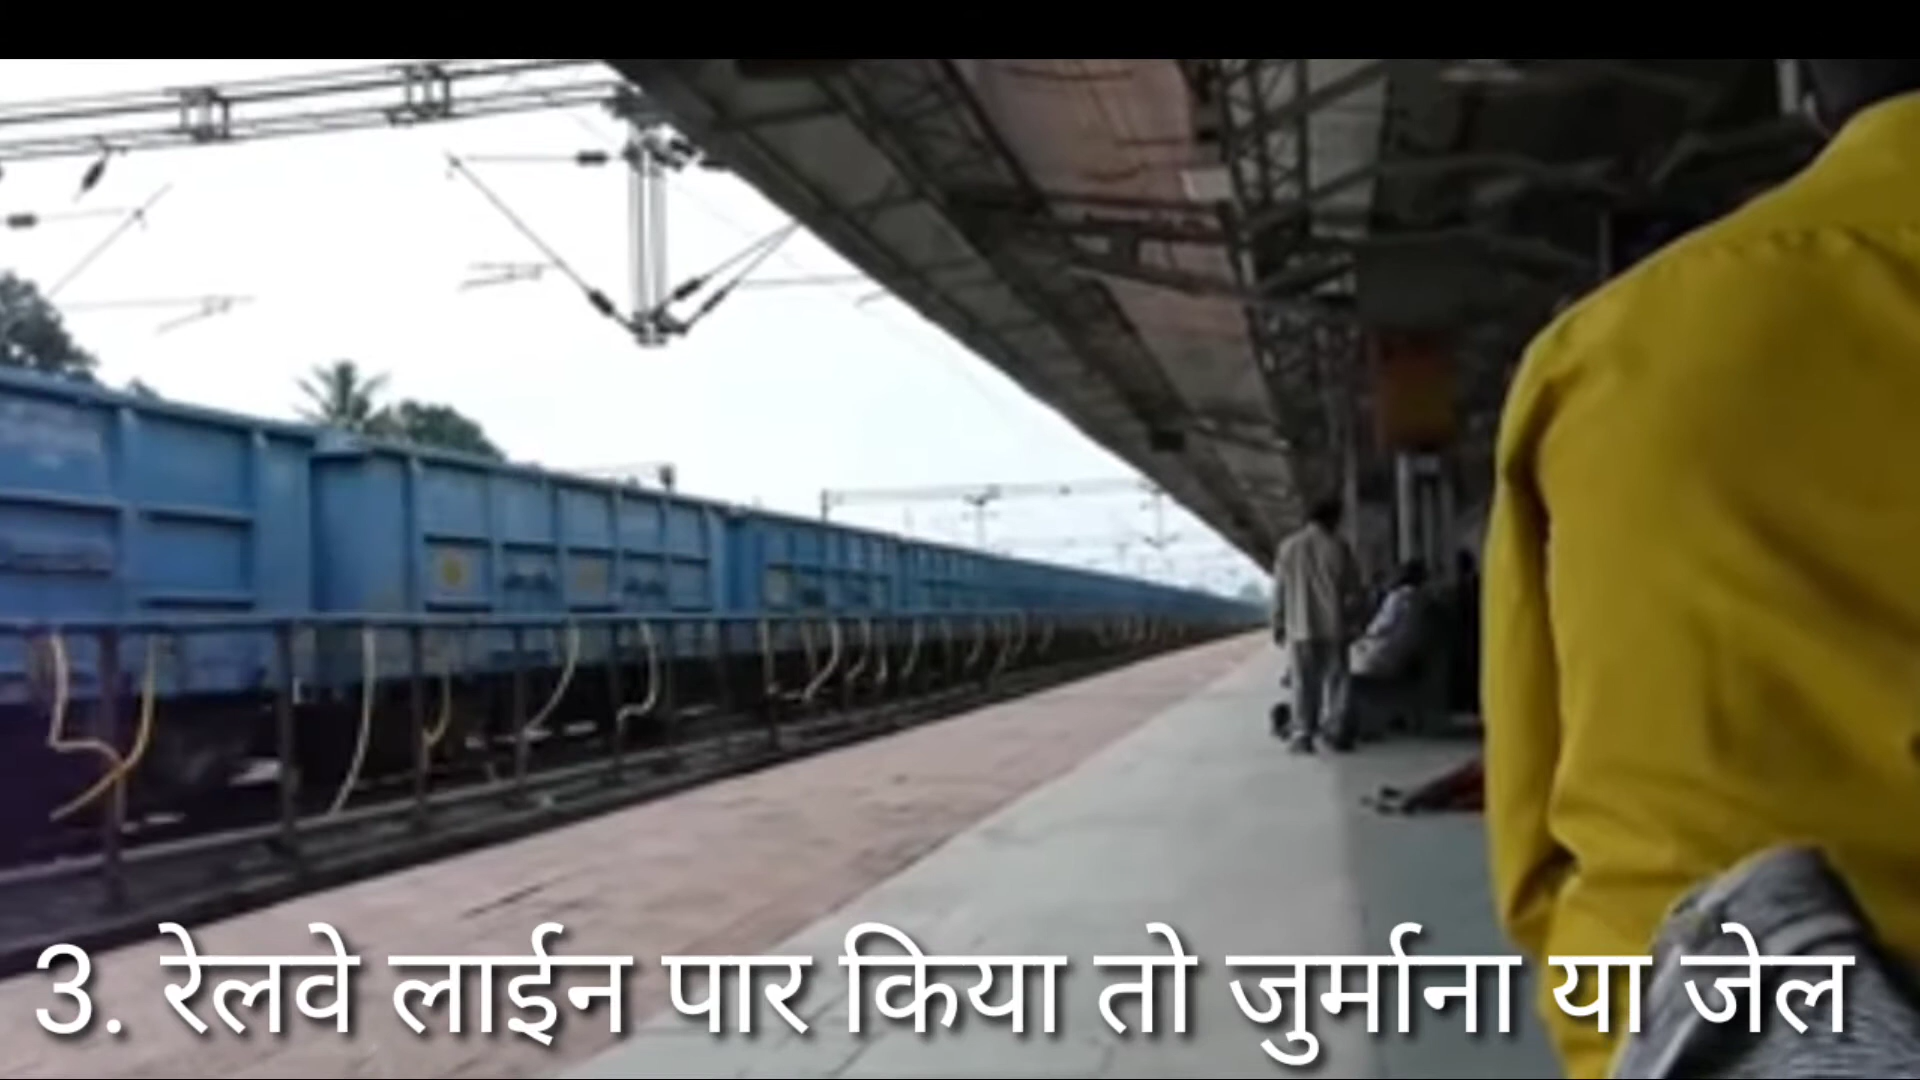 3. रेलवे लाईन पार किया तो जुर्माना या जेल